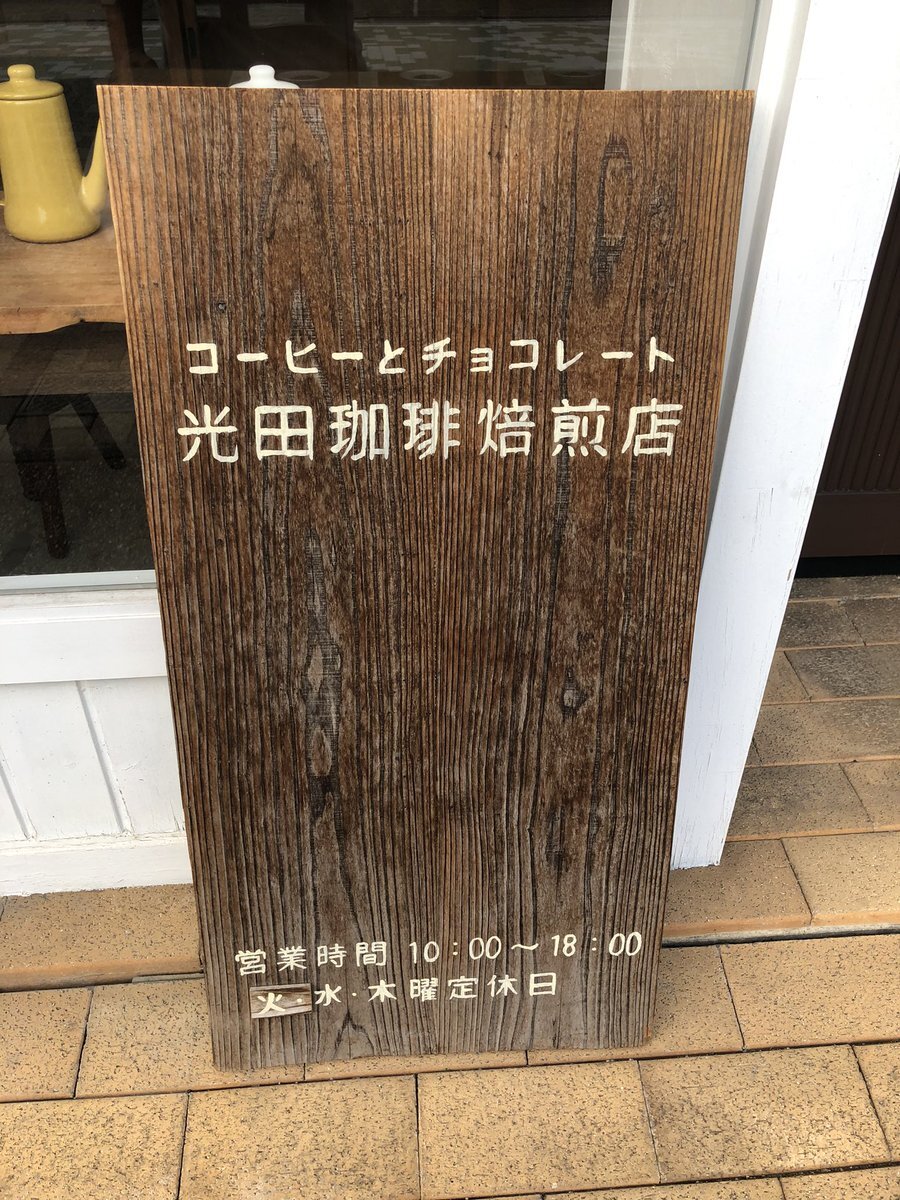 コーヒーとチョコレート
光田珈琲焙煎店
営業時間 10:00〜18:00
火・水・木曜定休日